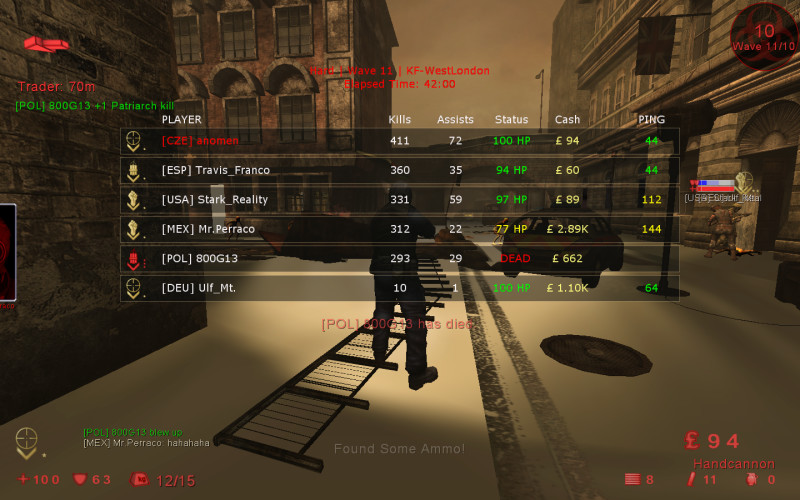 10
Wave 11/10
Wave 11 | KF-WestLondon
Elapsed Time: 42:00
Trader: 70m
[POL] 800G13 +1 Patriarch kill
PLAYER Kills Assists Status Cash PING
[CZE] anomen 411 72 100 HP £ 94 44
[ESP] Travis_Franco 360 35 94 HP £ 60 44
[USA] Stark_Reality 331 59 97 HP £ 89 112
[MEX] Mr.Perraco 312 22 77 HP £ 2.89K 144
[POL] 800G13 293 29 DEAD £ 662
[DEU] Ulf_Mt. 10 1 100 HP £ 1.10K 64
[POL] 800G13 has died
[POL] 800G13 blew up
[MEX] Mr.Perraco: hahahaha
Found Some Ammo!
£ 94
Handcannon
+100 63 12/15 8 11 0